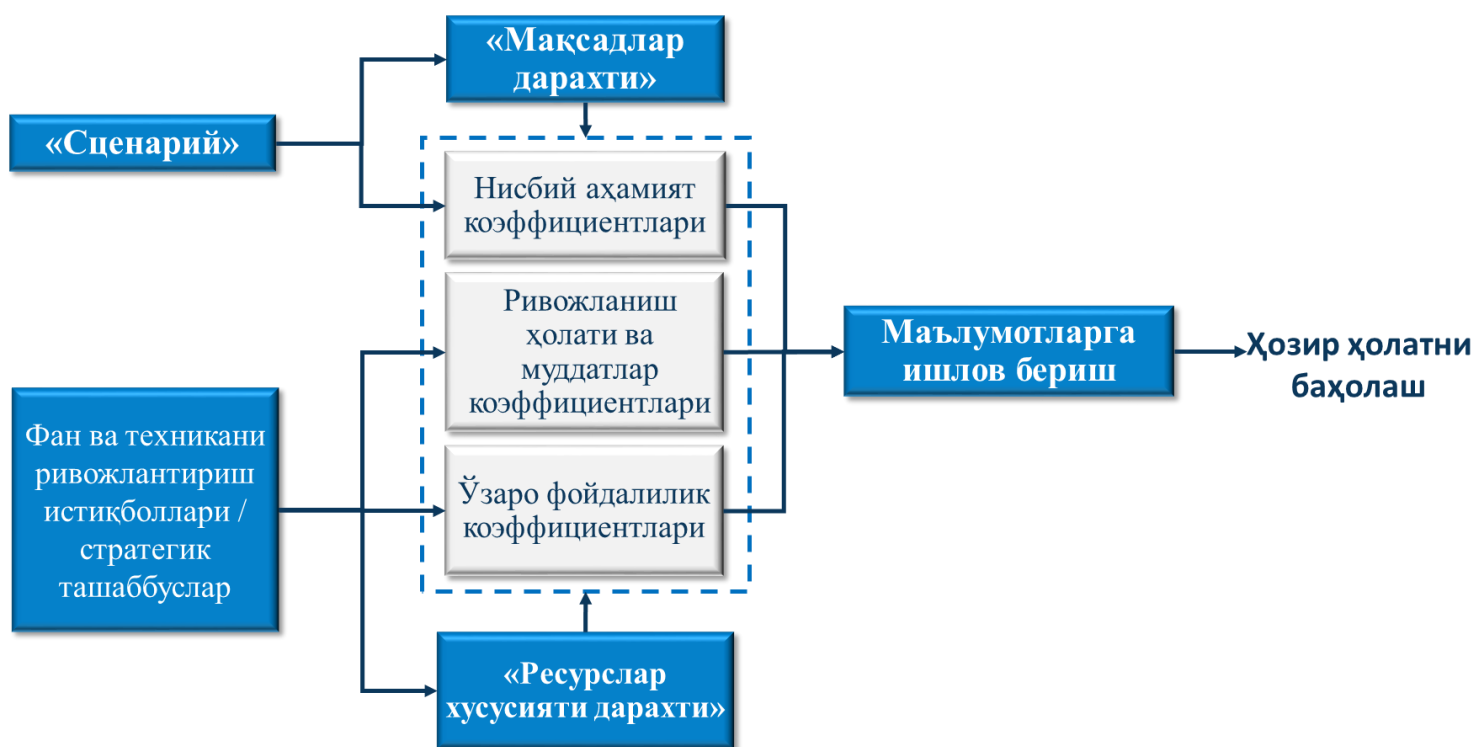 «Мақсадлар
дарахти»
«Сценарий»
Нисбий аҳамият
коэффициентлари
Ривожланиш
ҳолати ва
муддатлар
коэффициентлари
Ўзаро фойдалилик
коэффициентлари
Фан ва техникани
ривожлантириш
истиқболлари /
стратегик
ташаббуслар
«Ресурслар
хусусияти дарахти»
Маълумотларга
ишлов бериш
Ҳозир ҳолатни
баҳолаш